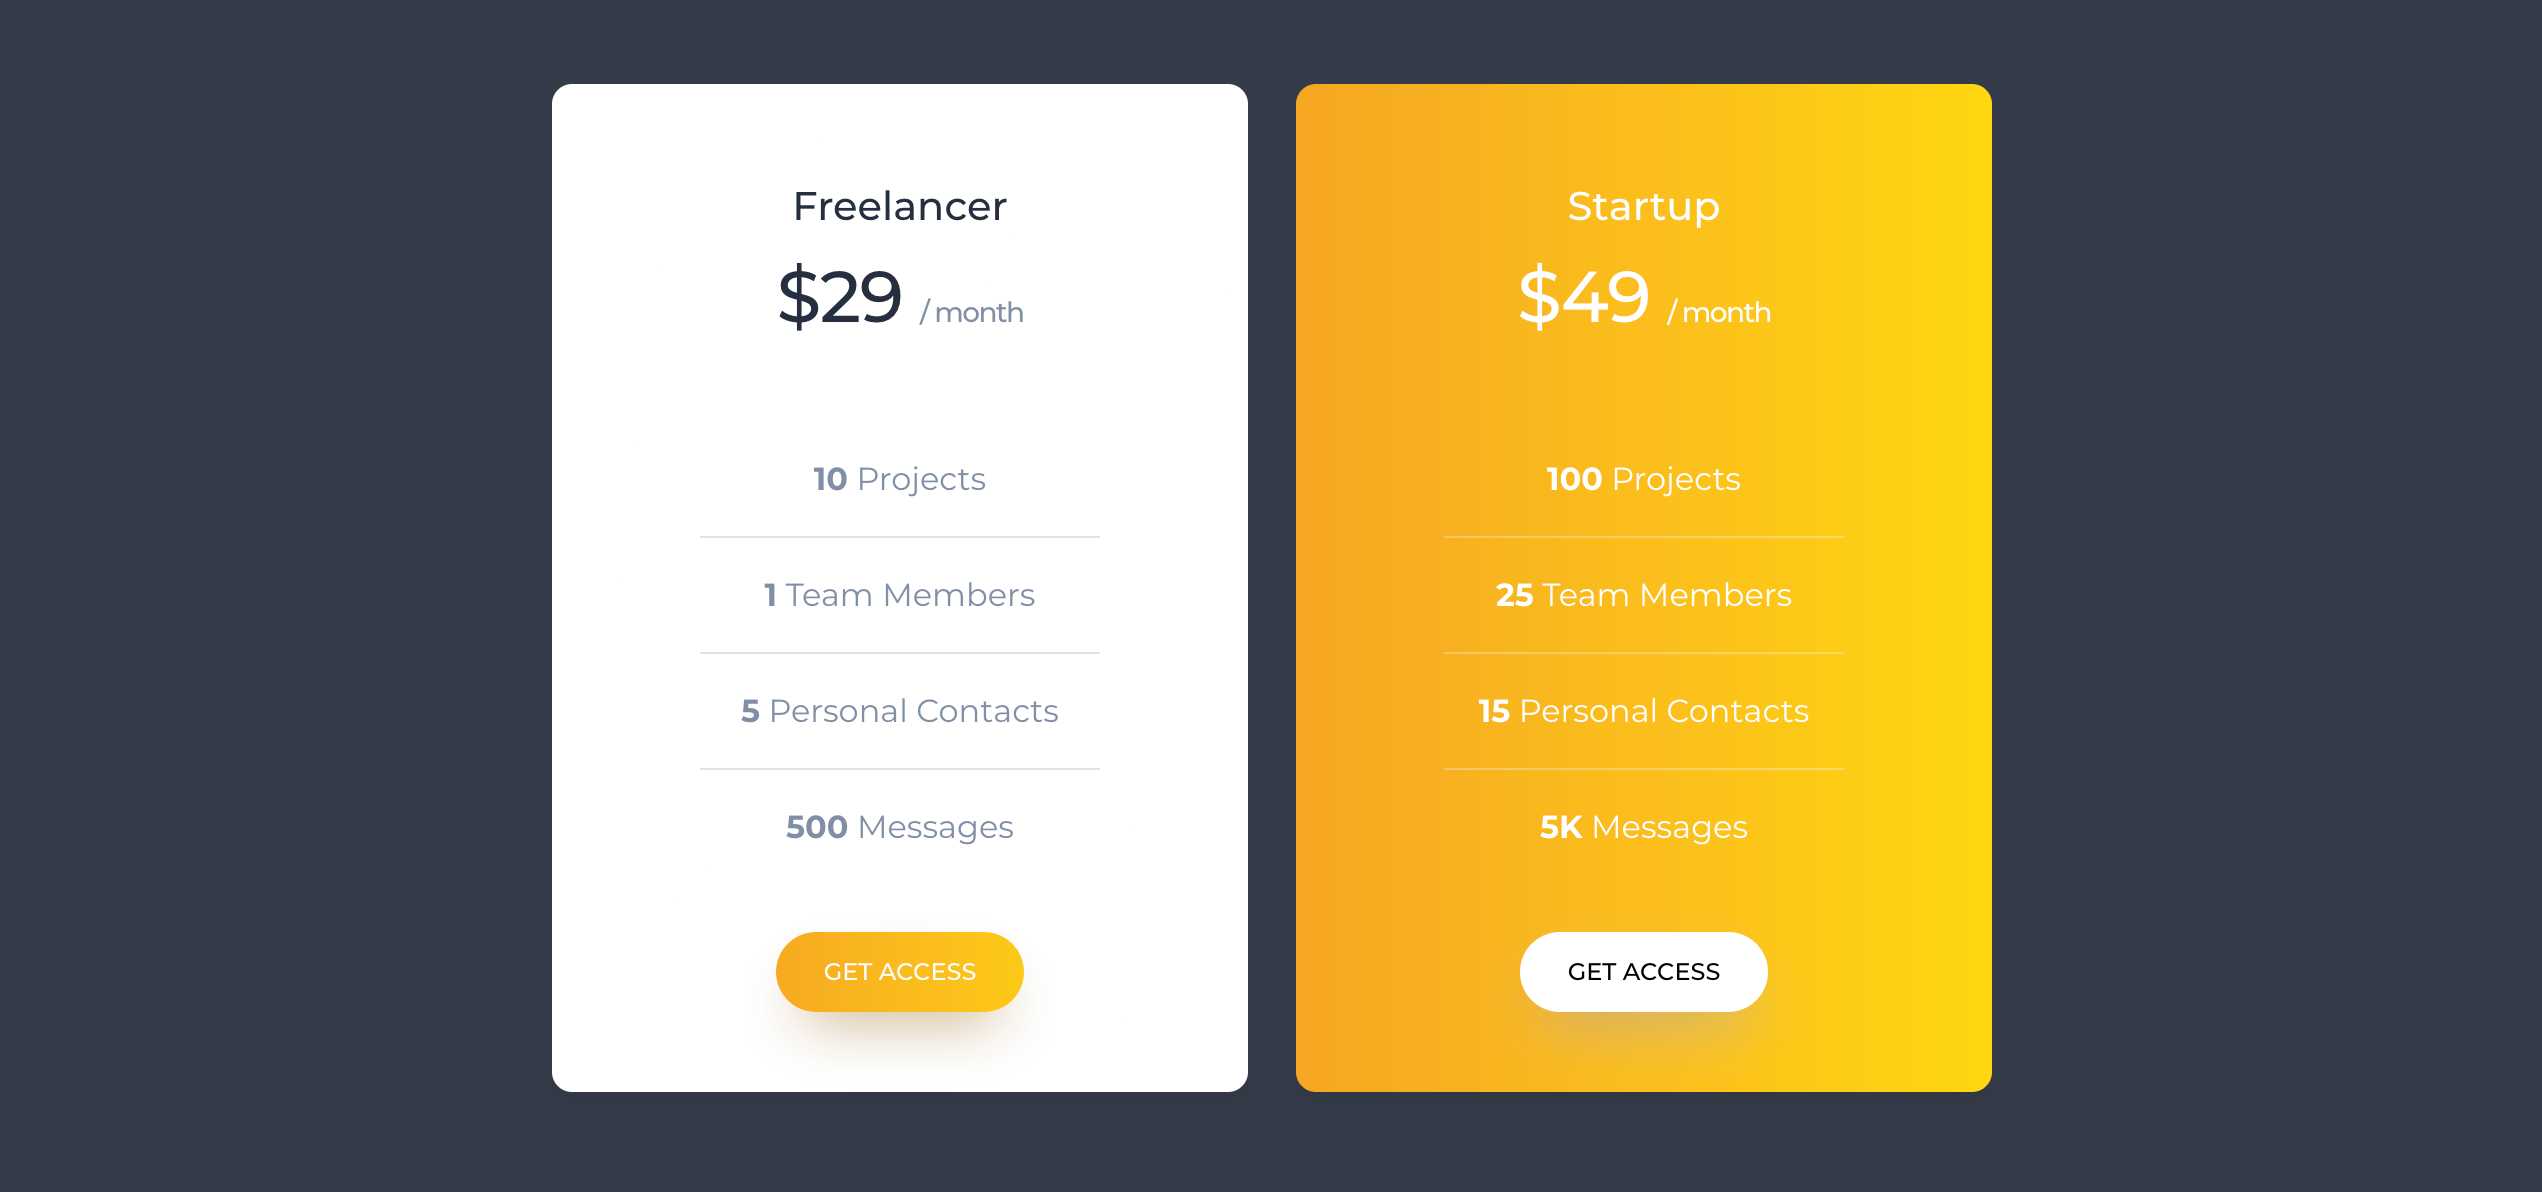 Freelancer
$29 / month
10 Projects
1 Team Members
5 Personal Contacts
500 Messages
GET ACCESS
Startup
$49 / month
100 Projects
25 Team Members
15 Personal Contacts
5K Messages
GET ACCESS